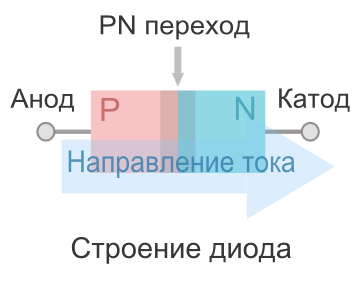 PN переход
Анод
P
N
Катод
Направление тока
Строение диода